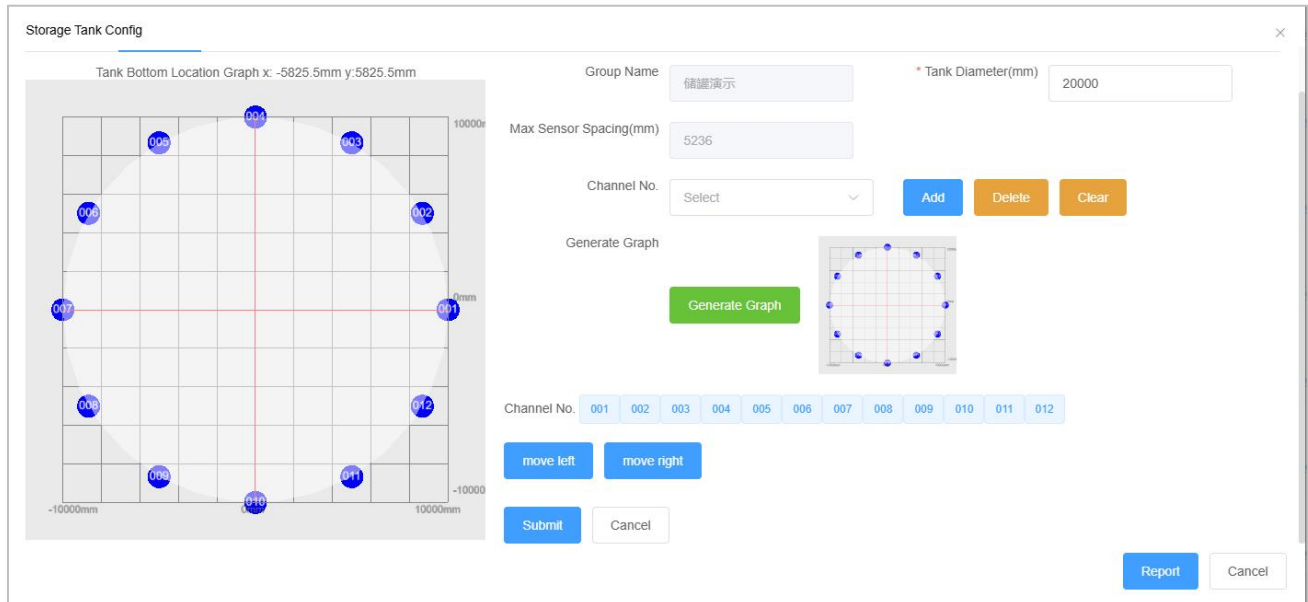 Storage Tank Config
Tank Bottom Location Graph x: -5825.5mm y:5825.5mm
004
005
003
10000m
006
002
007
0mm
001
008
012
009
011
010
-10000
-10000mm
0mm
10000mm
Group Name
储罐演示
* Tank Diameter(mm)
20000
Max Sensor Spacing(mm)
5236
Channel No.
Select
Add
Delete
Clear
Generate Graph
Generate Graph
Channel No. 001 002 003 004 005 006 007 008 009 010 011 012
move left
move right
Submit
Cancel
Report
Cancel